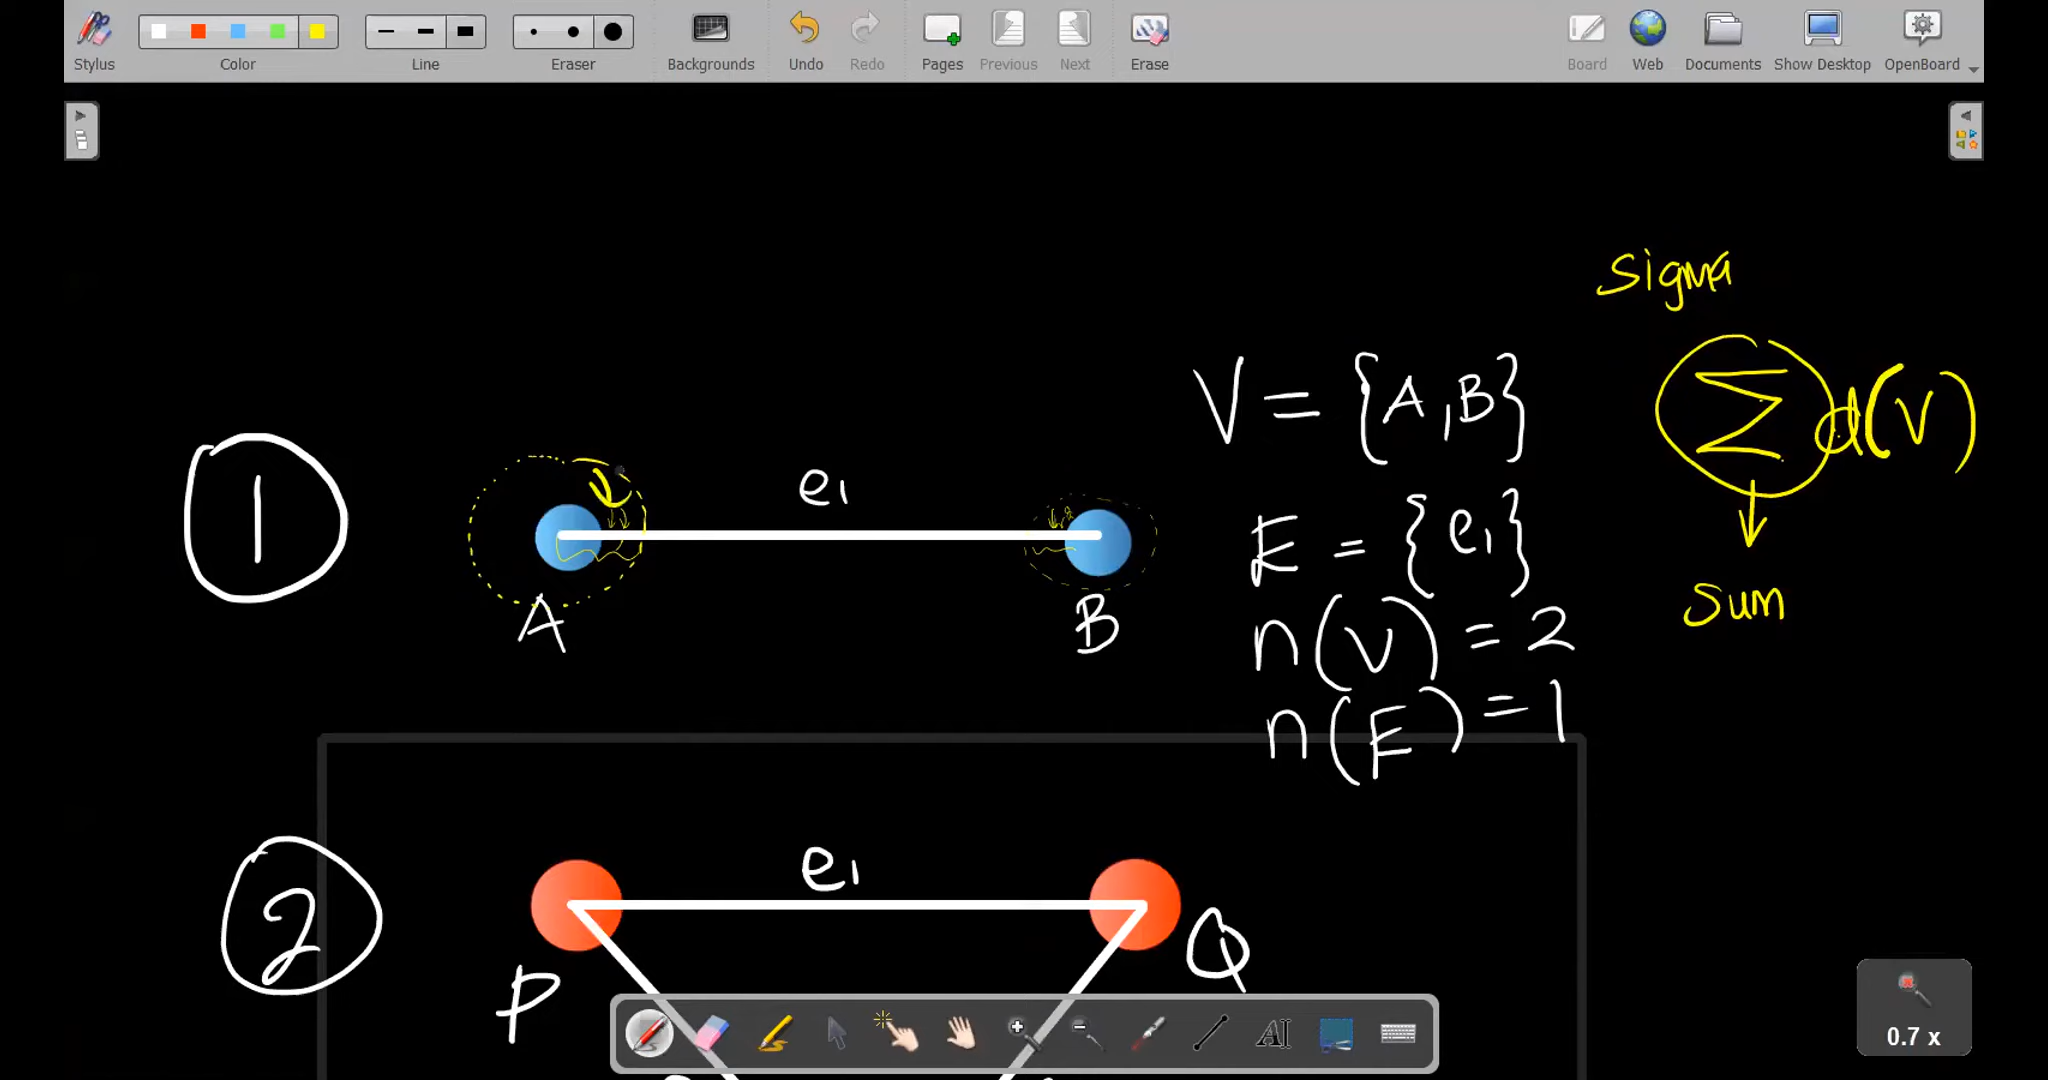 Stylus Color Line Eraser Backgrounds Undo Redo Pages Previous Next Erase Board Web Documents Show Desktop OpenBoard
Sigma
V = {A,B}
∑ d(V)
1
e1
E = {e1}
A
B
Sum
n(V) = 2
n(E) = 1
2
e1
P
Q
0.7 x